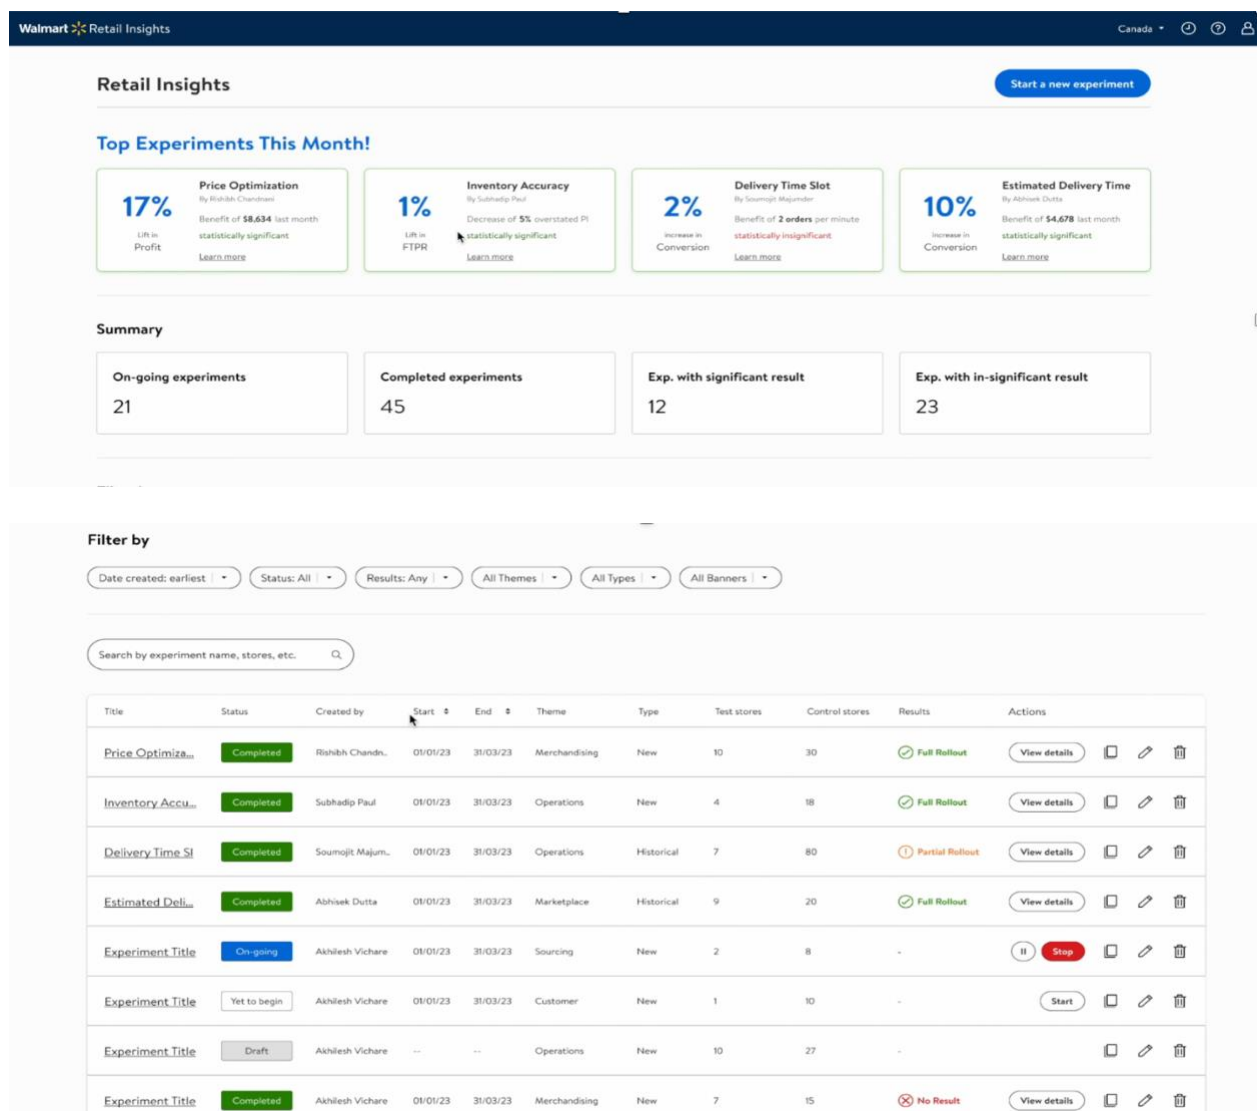 Walmart Retail Insights
Canada
Retail Insights
Start a new experiment
Top Experiments This Month!
17%
Lift in
Profit
Price Optimization
By Rishibh Chandnani
Benefit of $8,634 last month
statistically significant
Learn more
1%
Lift in
FTPR
Inventory Accuracy
By Subhadip Paul
Decrease of 5% overstated PI
statistically significant
Learn more
2%
increase in
Conversion
Delivery Time Slot
By Soumojit Majumder
Benefit of 2 orders per minute
statistically insignificant
Learn more
10%
increase in
Conversion
Estimated Delivery Time
By Abhisek Dutta
Benefit of $4,678 last month
statistically significant
Learn more
Summary
On-going experiments
21
Completed experiments
45
Exp. with significant result
12
Exp. with in-significant result
23
Filter by
Date created: earliest Status: All Results: Any All Themes All Types All Banners
Search by experiment name, stores, etc.
Title Status Created by Start End Theme Type Test stores Control stores Results Actions
Price Optimiza... Completed Rishibh Chandn.. 01/01/23 31/03/23 Merchandising New 10 30 Full Rollout View details
Inventory Accu... Completed Subhadip Paul 01/01/23 31/03/23 Operations New 4 18 Full Rollout View details
Delivery Time Sl Completed Soumojit Majum.. 01/01/23 31/03/23 Operations Historical 7 80 Partial Rollout View details
Estimated Deli... Completed Abhisek Dutta 01/01/23 31/03/23 Marketplace Historical 9 20 Full Rollout View details
Experiment Title On-going Akhilesh Vichare 01/01/23 31/03/23 Sourcing New 2 8 - Stop
Experiment Title Yet to begin Akhilesh Vichare 01/01/23 31/03/23 Customer New 1 10 - Start
Experiment Title Draft Akhilesh Vichare -- -- Operations New 10 27 -
Experiment Title Completed Akhilesh Vichare 01/01/23 31/03/23 Merchandising New 7 15 No Result View details